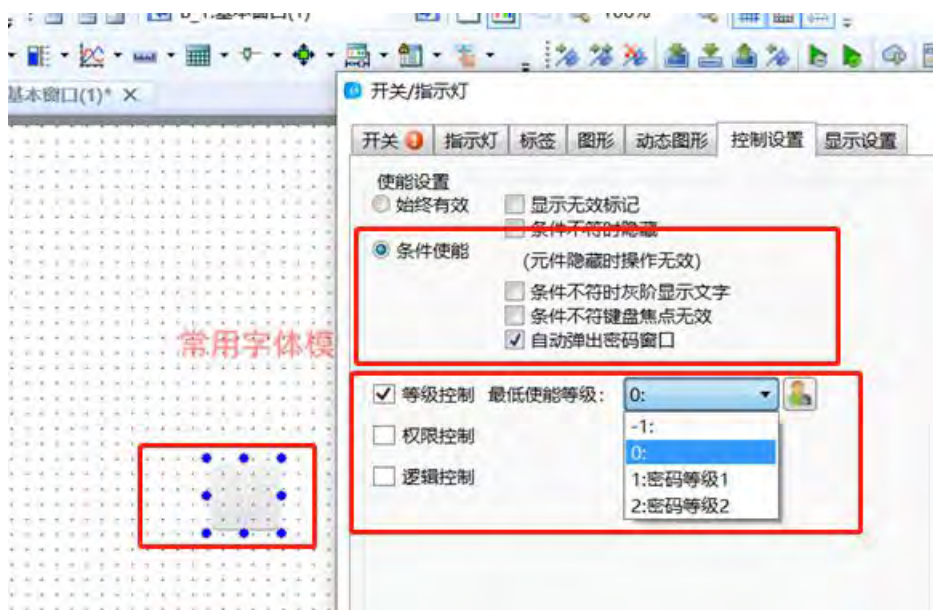 B_1:基本窗口(1)
100%
基本窗口(1)* ×
开关/指示灯
开关 指示灯 标签 图形 动态图形 控制设置 显示设置
使能设置
始终有效 显示无效标记
条件不符时隐藏
条件使能 (元件隐藏时操作无效)
条件不符时灰阶显示文字
条件不符键盘焦点无效
自动弹出密码窗口
常用字体模
等级控制 最低使能等级: 0:
-1:
权限控制
0:
1:密码等级1
逻辑控制
2:密码等级2